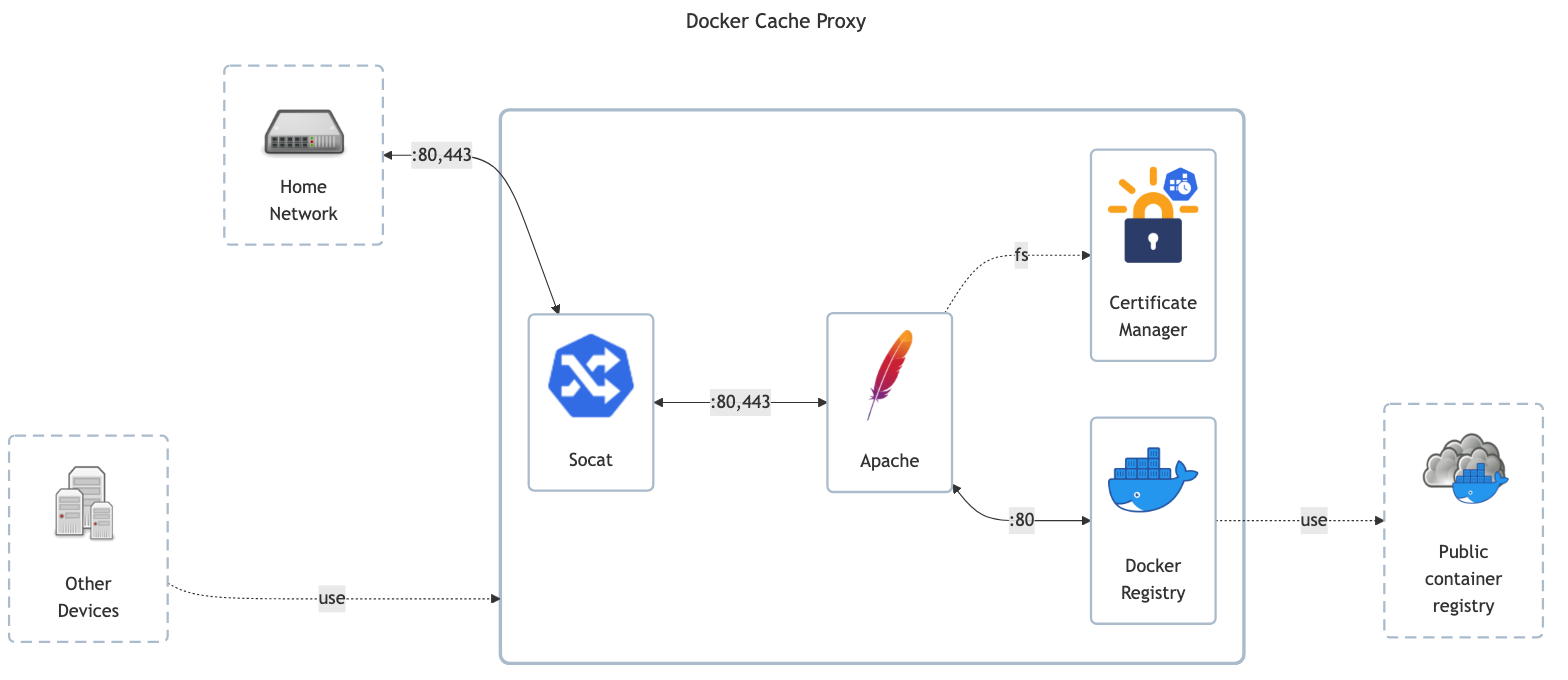 Docker Cache Proxy
Home
Network
:80,443
fs
Certificate
Manager
Socat
:80,443
Apache
:80
Docker
Registry
use
Public
container
registry
Other
Devices
use